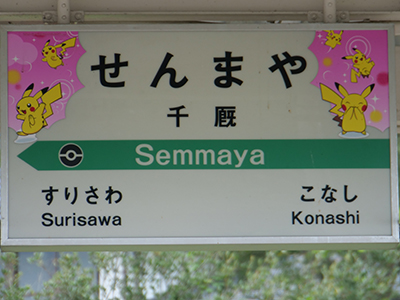 せんまや
千厩
Semmaya
すりさわ
Surisawa
こなし
Konashi